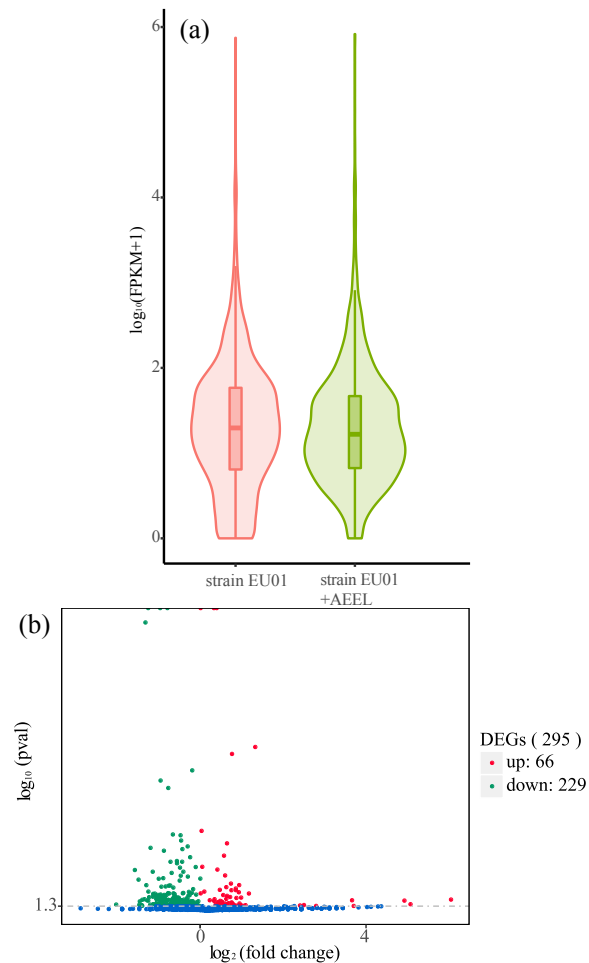 (a)
6
4
log10(FPKM+1)
2
0
strain EU01
strain EU01
+AEEL
(b)
log10 (pval)
DEGs ( 295 )
up: 66
down: 229
1.3
0
4
log2 (fold change)